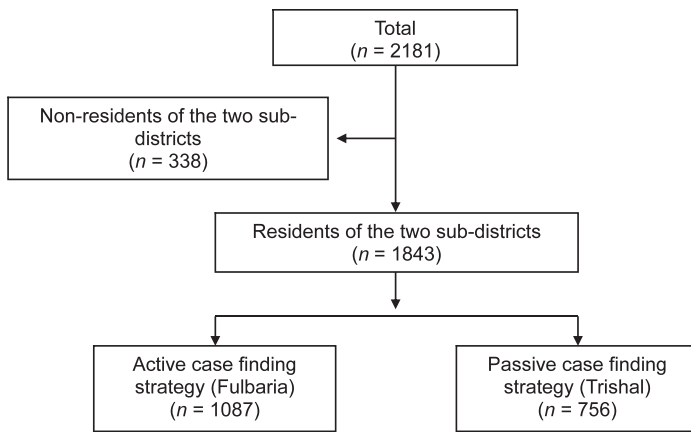 Total
(n = 2181)
Non-residents of the two sub-
districts
(n = 338)
Residents of the two sub-districts
(n = 1843)
Active case finding
strategy (Fulbaria)
(n = 1087)
Passive case finding
strategy (Trishal)
(n = 756)